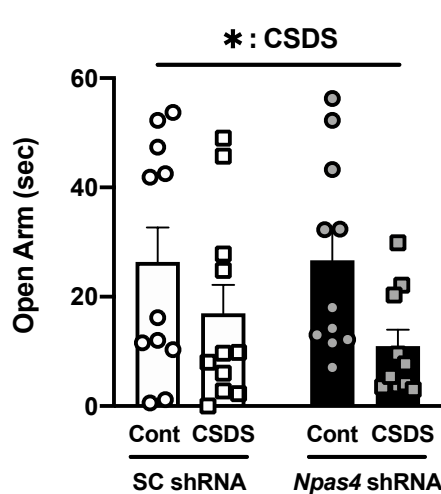 * : CSDS
60
40
20
0
Open Arm (sec)
Cont CSDS Cont CSDS
SC shRNA Npas4 shRNA